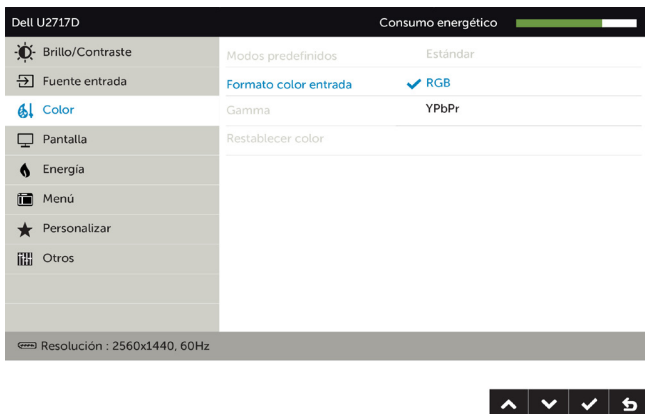 Dell U2717D
Consumo energético
Brillo/Contraste
Modos predefinidos
Estándar
Fuente entrada
Formato color entrada
RGB
Color
Gamma
YPbPr
Pantalla
Restablecer color
Energía
Menú
Personalizar
Otros
Resolución : 2560x1440, 60Hz